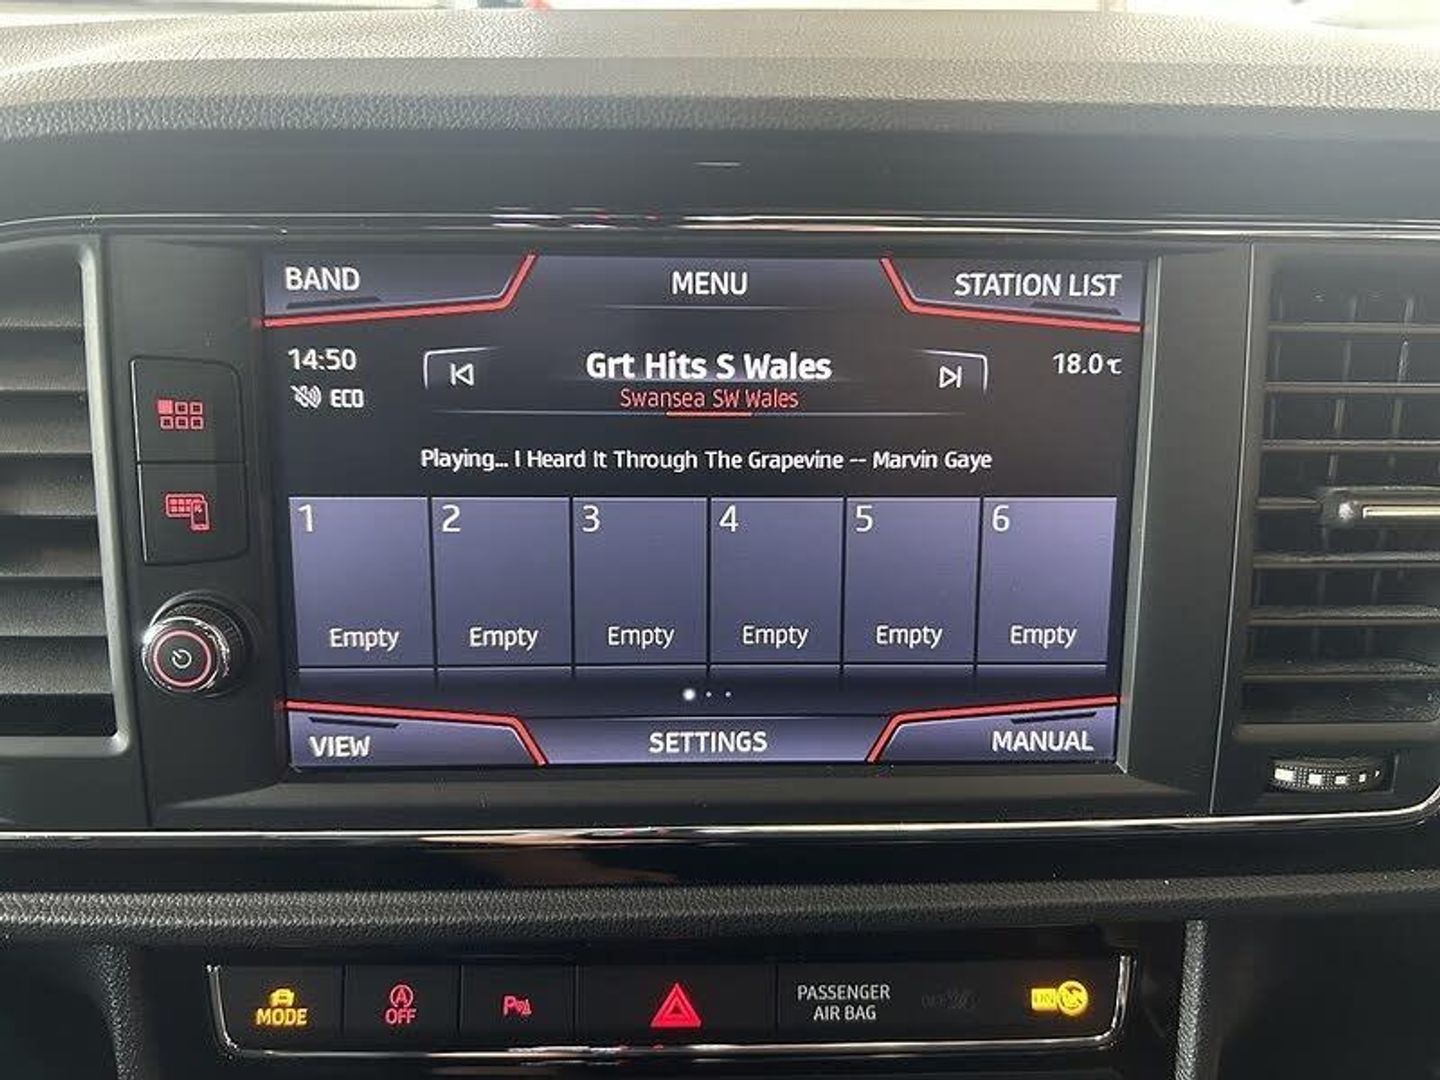 BAND
MENU
STATION LIST
14:50
Grt Hits S Wales
18.0℃
ECO
Swansea SW Wales
Playing... I Heard It Through The Grapevine -- Marvin Gaye
1
2
3
4
5
6
Empty
Empty
Empty
Empty
Empty
Empty
VIEW
SETTINGS
MANUAL
MODE
A
OFF
P
PASSENGER
AIR BAG
OFF
ON